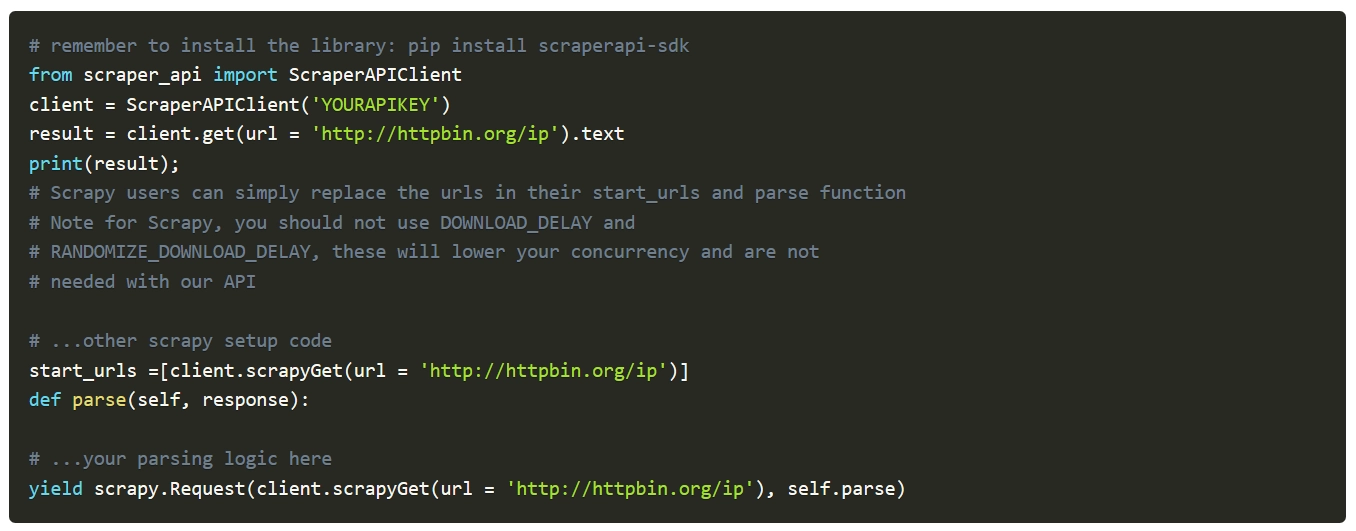 # remember to install the library: pip install scraperapi-sdk
from scraper_api import ScraperAPIClient
client = ScraperAPIClient('YOURAPIKEY')
result = client.get(url = 'http://httpbin.org/ip').text
print(result);
# Scrapy users can simply replace the urls in their start_urls and parse function
# Note for Scrapy, you should not use DOWNLOAD_DELAY and
# RANDOMIZE_DOWNLOAD_DELAY, these will lower your concurrency and are not
# needed with our API
# ...other scrapy setup code
start_urls =[client.scrapyGet(url = 'http://httpbin.org/ip')]
def parse(self, response):
# ...your parsing logic here
yield scrapy.Request(client.scrapyGet(url = 'http://httpbin.org/ip'), self.parse)